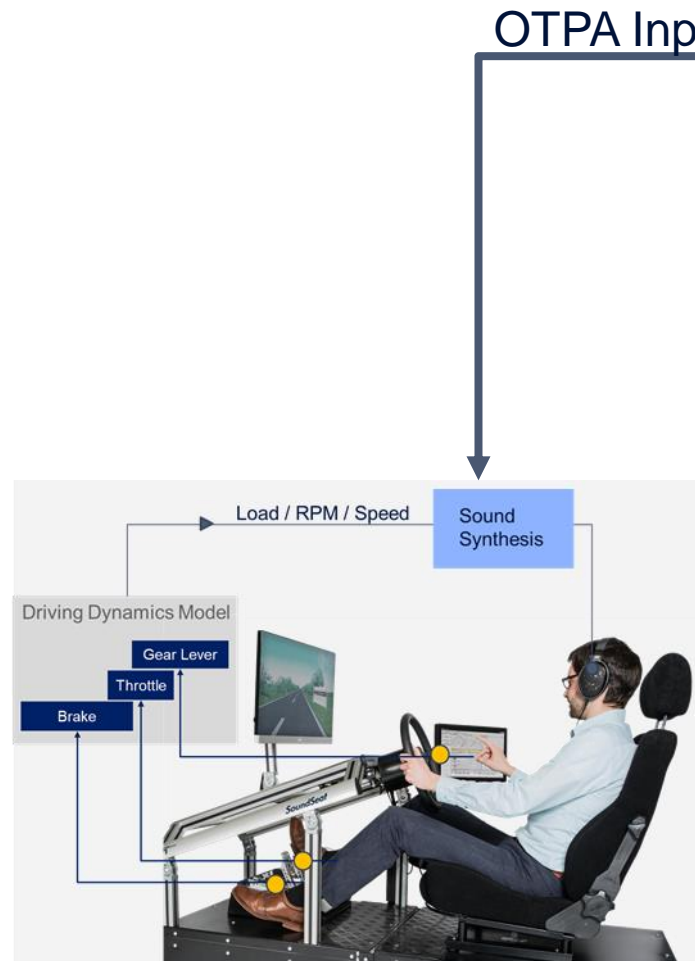 OTPA Inp
Load / RPM / Speed
Sound
Synthesis
Driving Dynamics Model
Gear Lever
Throttle
Brake
SoundSeat